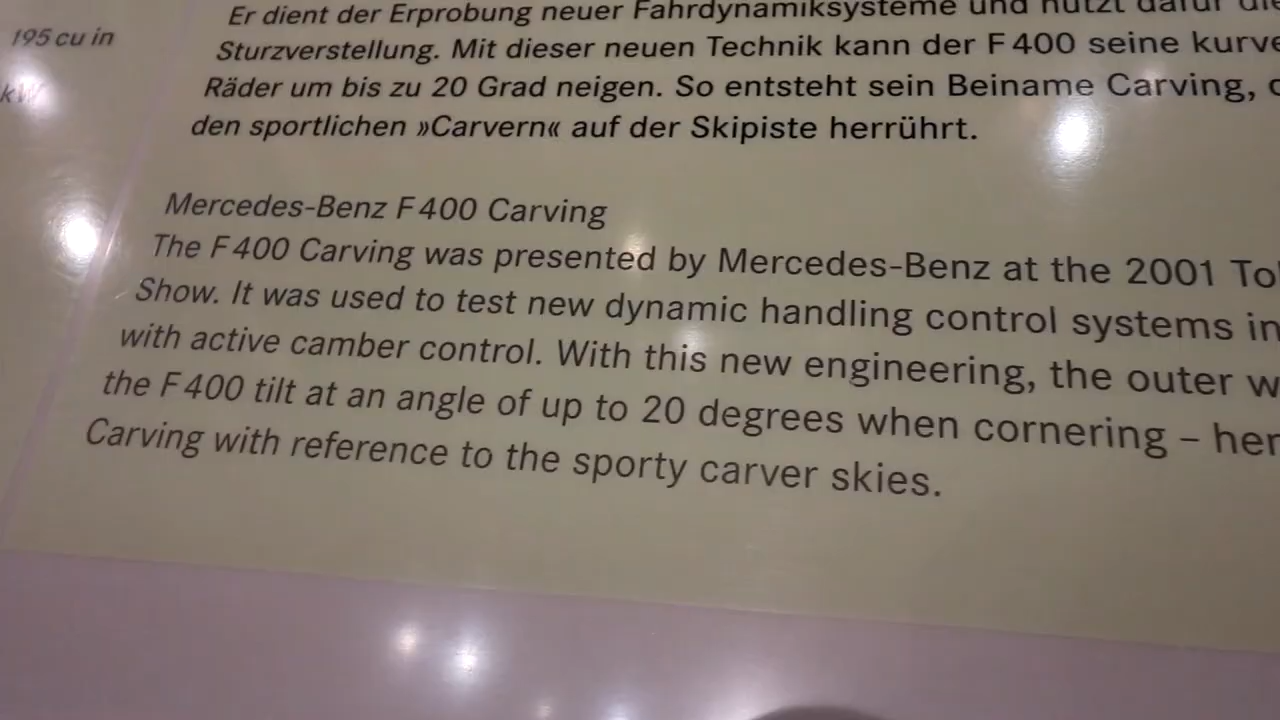 195 cu in
kW
Er dient der Erprobung neuer Fahrdynamiksysteme und nutzt dafür die
Sturzverstellung. Mit dieser neuen Technik kann der F 400 seine kurve
Räder um bis zu 20 Grad neigen. So entsteht sein Beiname Carving,
den sportlichen »Carvern« auf der Skipiste herrührt.
Mercedes-Benz F 400 Carving
The F 400 Carving was presented by Mercedes-Benz at the 2001 To
Show. It was used to test new dynamic handling control systems in
with active camber control. With this new engineering, the outer w
the F 400 tilt at an angle of up to 20 degrees when cornering – her
Carving with reference to the sporty carver skies.